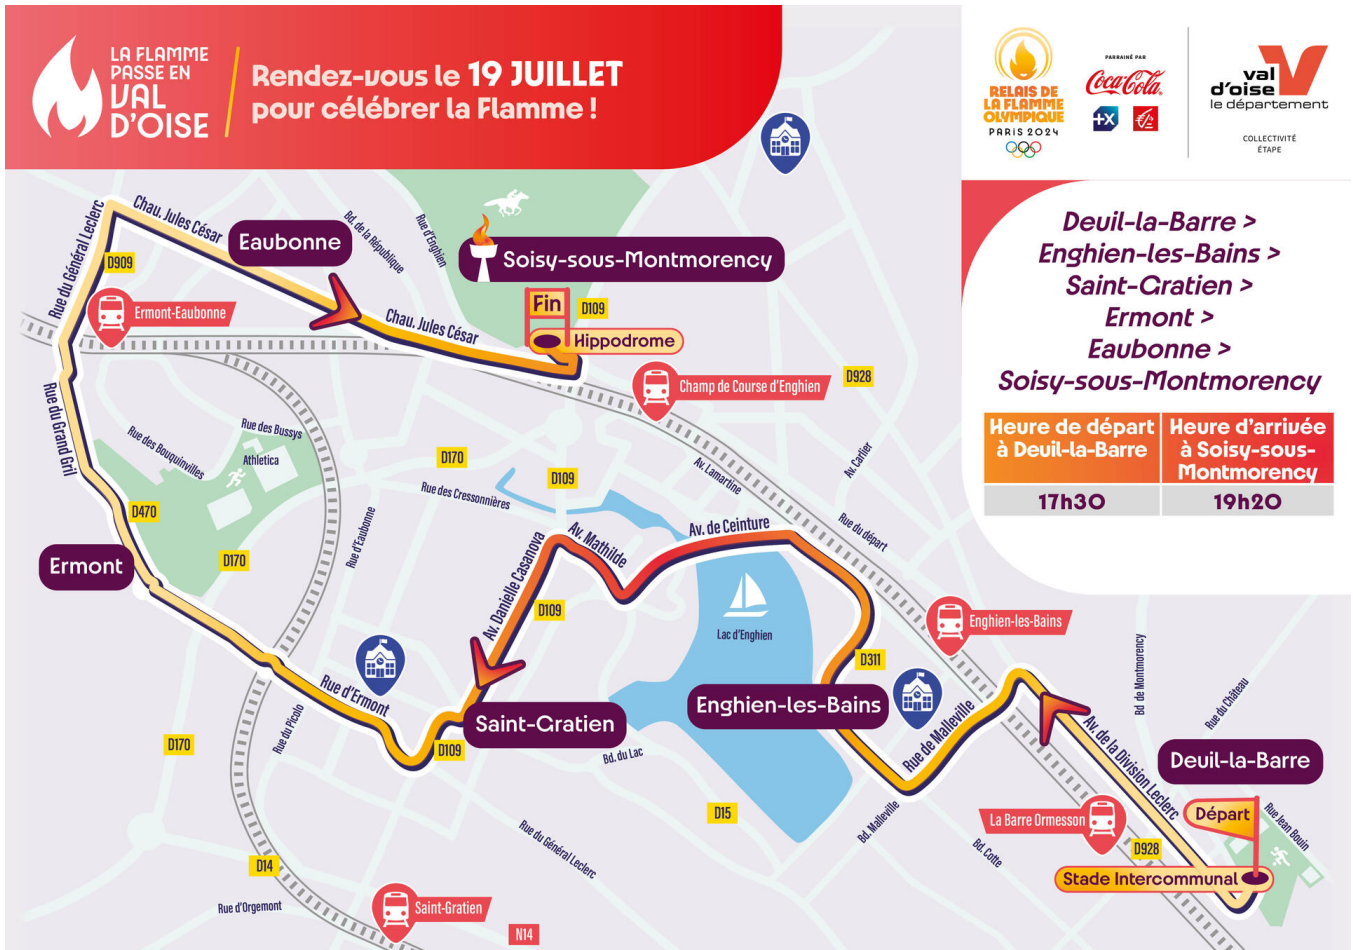 LA FLAMME
PASSE EN
VAL
D'OISE
Rendez-vous le 19 JUILLET
pour célébrer la Flamme !
RELAIS DE
LA FLAMME
OLYMPIQUE
PARIS 2024
PARRAINÉ PAR
Coca-Cola
val
d'oise
le département
COLLECTIVITÉ
ÉTAPE
Deuil-la-Barre >
Enghien-les-Bains >
Saint-Gratien >
Ermont >
Eaubonne >
Soisy-sous-Montmorency
Heure de départ
à Deuil-la-Barre
Heure d'arrivée
à Soisy-sous-
Montmorency
17h30
19h20
Rue du Général Leclerc
Chau. Jules César
Eaubonne
Bd. de la République
Rue d'Enghien
Soisy-sous-Montmorency
D909
Ermont-Eaubonne
Chau. Jules César
Fin
D109
Hippodrome
Champ de Course d'Enghien
D928
Rue du Grand Gril
Rue des Bouquinvilles
Rue des Bussys
Athletica
D170
Rue des Cressonnières
D109
Av. Lamartine
Av. Cartier
Rue du départ
D470
Ermont
D170
Rue d'Eaubonne
Av. Danielle Casanova
Av. Mathilde
Av. de Ceinture
D109
Lac d'Enghien
Enghien-les-Bains
D311
Enghien-les-Bains
Rue d'Ermont
Saint-Gratien
D109
Rue du Picolo
D170
Bd. du Lac
Rue de Malleville
Bd de Montmorency
Rue du Château
Av. de la Division Leclerc
Deuil-la-Barre
D15
Bd. Malleville
Bd. Cotte
La Barre Ormesson
D928
Départ
Rue Jean Bouin
Stade Intercommunal
Rue du Général Leclerc
D14
Rue d'Orgemont
Saint-Gratien
N14